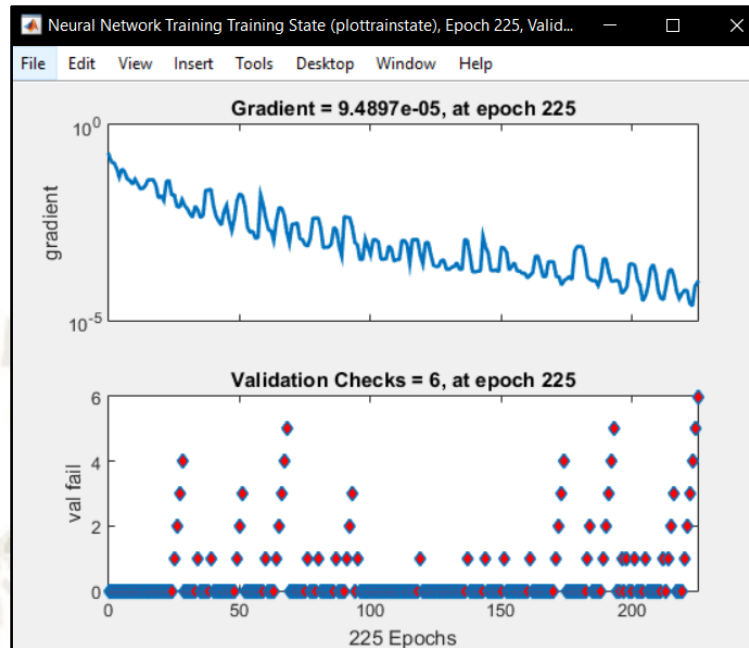 Neural Network Training Training State (plottrainstate), Epoch 225, Valid...
File Edit View Insert Tools Desktop Window Help
Gradient = 9.4897e-05, at epoch 225
10^0
gradient
10^-5
Validation Checks = 6, at epoch 225
6
4
val fail
2
0
0 50 100 150 200
225 Epochs